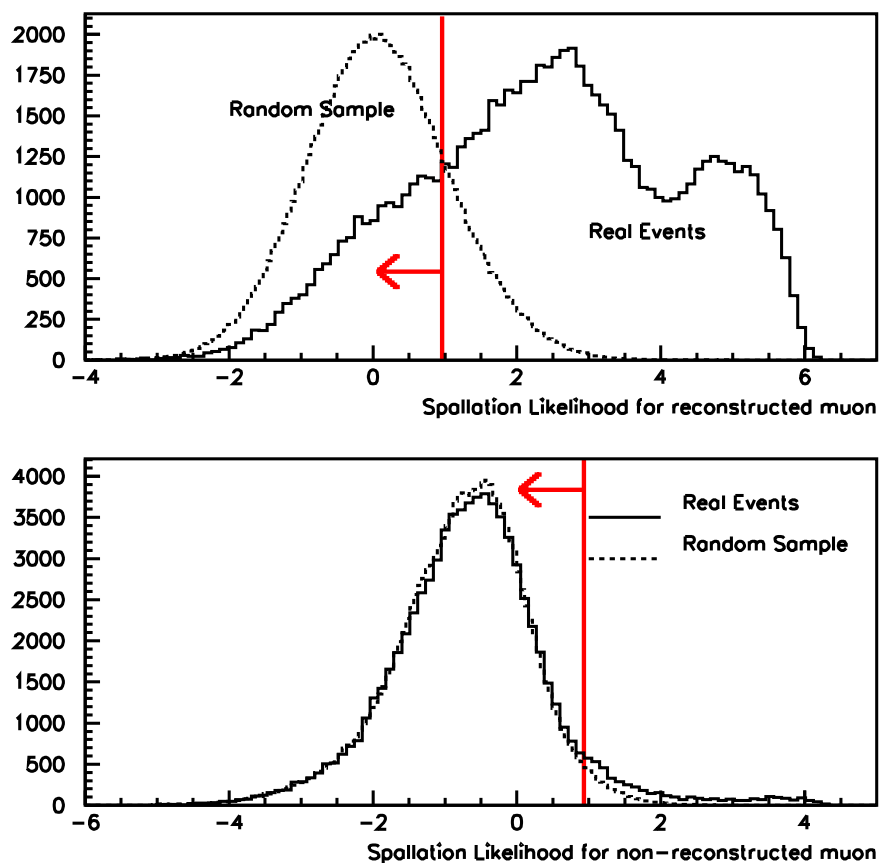 2000
1750
1500
1250
1000
750
500
250
0
Random Sample
Real Events
-4 -2 0 2 4 6
Spallation Likelihood for reconstructed muon
4000
3500
3000
2500
2000
1500
1000
500
0
Real Events
Random Sample
-6 -4 -2 0 2 4
Spallation Likelihood for non-reconstructed muon